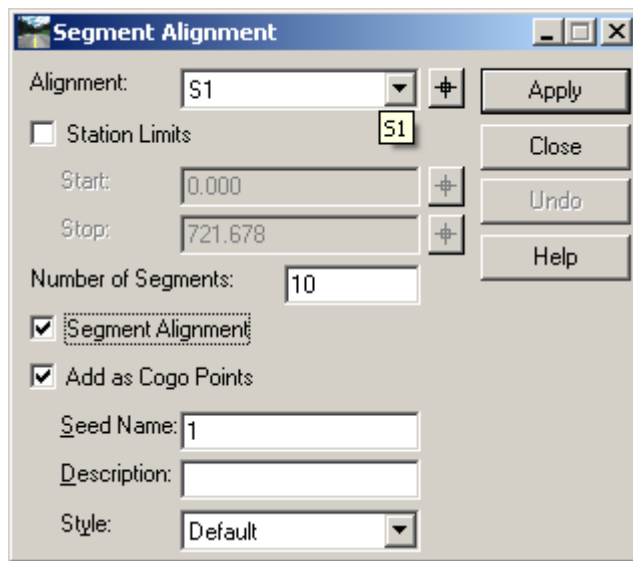 Segment Alignment
Alignment: S1 Apply
S1
Station Limits Close
Start: 0.000 Undo
Stop: 721.678
Number of Segments: 10 Help
Segment Alignment
Add as Cogo Points
Seed Name: 1
Description:
Style: Default